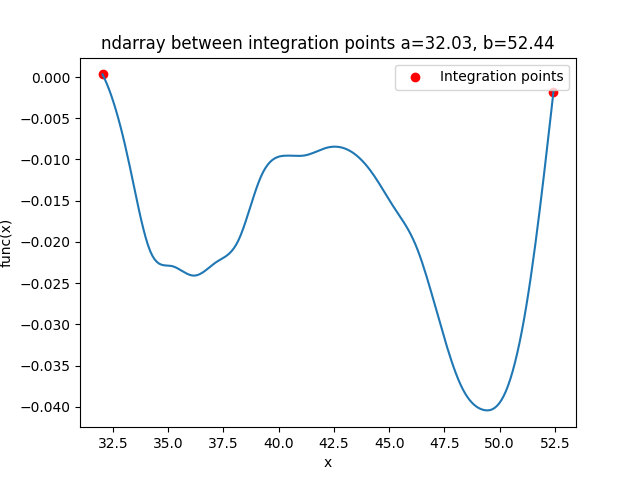 ndarray between integration points a=32.03, b=52.44
Integration points
0.000
−0.005
−0.010
−0.015
−0.020
−0.025
−0.030
−0.035
−0.040
func(x)
32.5 35.0 37.5 40.0 42.5 45.0 47.5 50.0 52.5
x